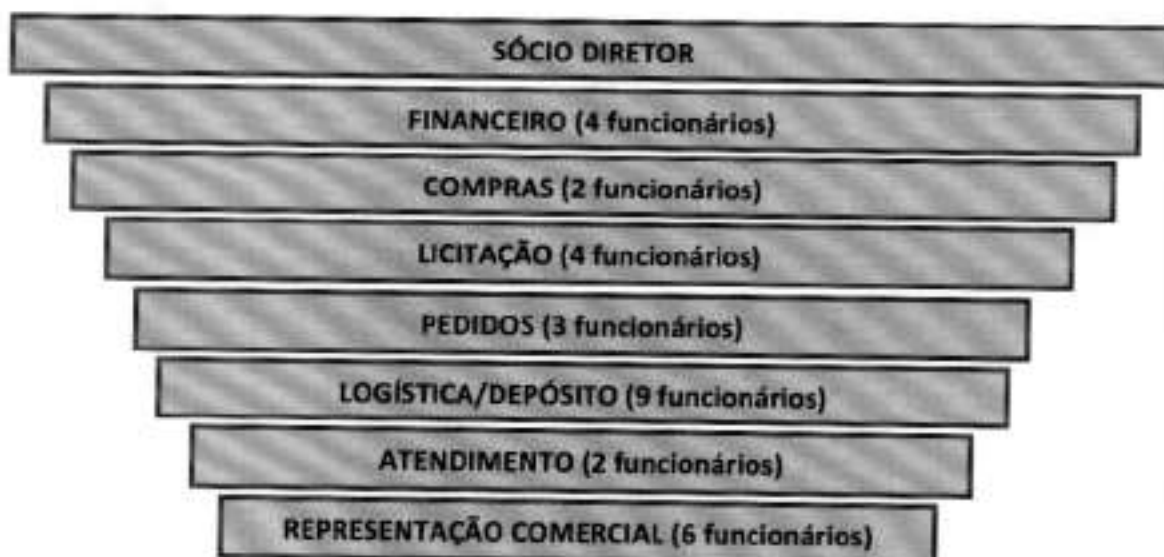 SÓCIO DIRETOR
FINANCEIRO (4 funcionários)
COMPRAS (2 funcionários)
LICITAÇÃO (4 funcionários)
PEDIDOS (3 funcionários)
LOGÍSTICA/DEPÓSITO (9 funcionários)
ATENDIMENTO (2 funcionários)
REPRESENTAÇÃO COMERCIAL (6 funcionários)